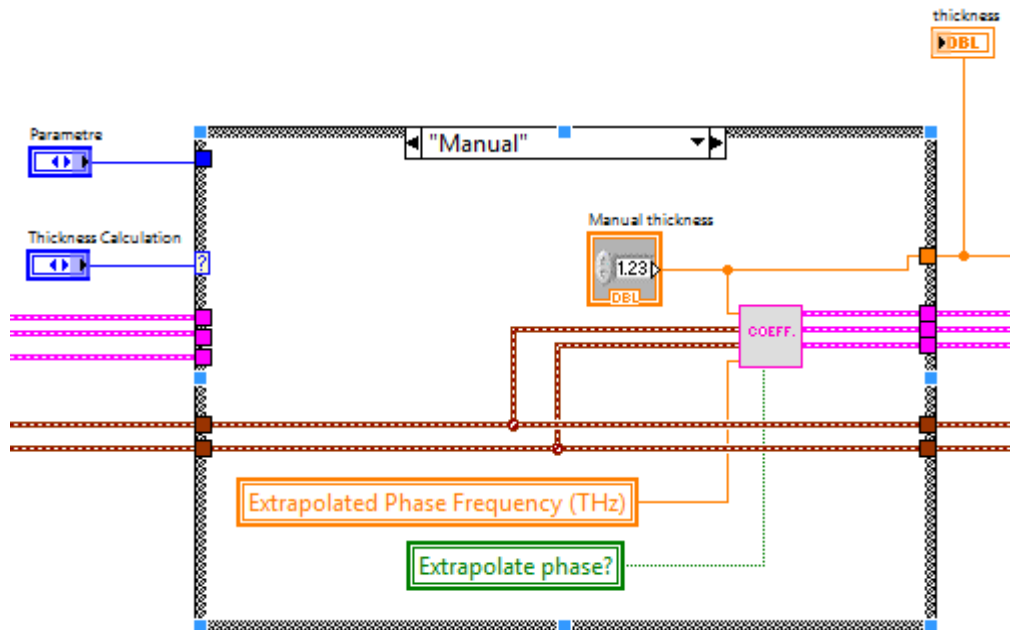 thickness
DBL
Parametre
"Manual"
Thickness Calculation
?
Manual thickness
1.23
DBL
COEFF.
Extrapolated Phase Frequency (THz)
Extrapolate phase?